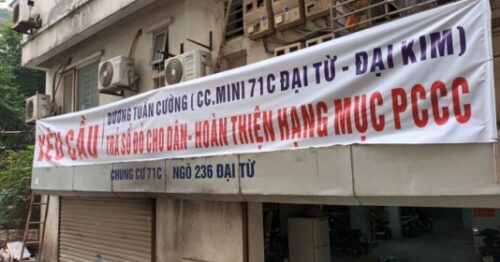 YÊU CẦU
DƯƠNG TUẤN CƯỜNG ( CC.MINI 71C ĐẠI TỪ - ĐẠI KIM )
TRẢ SỔ ĐỎ CHO DÂN- HOÀN THIỆN HẠNG MỤC PCCC
CHUNG CƯ 71C NGÕ 236 ĐẠI TỪ